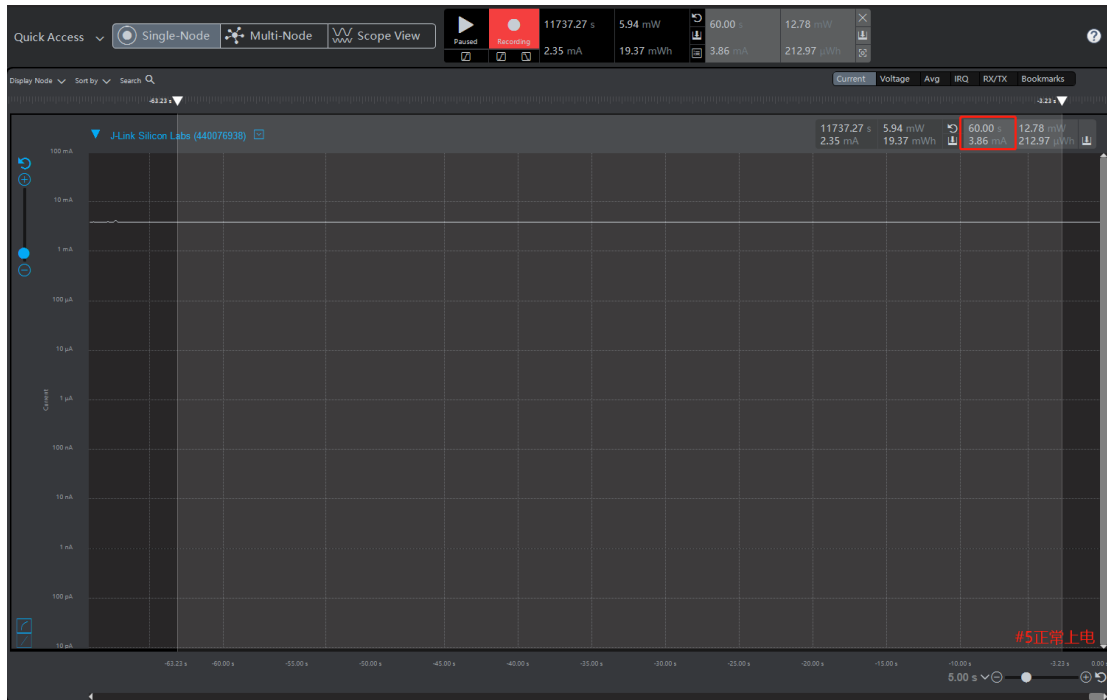 Quick Access
Single-Node
Multi-Node
Scope View
Paused
Recording
11737.27 s
5.94 mW
2.35 mA
19.37 mWh
60.00 s
12.78 mW
3.86 mA
212.97 µWh
?
Display Node
Sort by
Search
Current
Voltage
Avg
IRQ
RX/TX
Bookmarks
-63.23 s
-3.23 s
J-Link Silicon Labs (440076938)
11737.27 s
5.94 mW
60.00 s
12.78 mW
2.35 mA
19.37 mWh
3.86 mA
212.97 µWh
100 mA
10 mA
1 mA
100 µA
10 µA
1 µA
100 nA
10 nA
1 nA
100 pA
10 pA
Current
#5正常上电
-63.23 s
-60.00 s
-55.00 s
-50.00 s
-45.00 s
-40.00 s
-35.00 s
-30.00 s
-25.00 s
-20.00 s
-15.00 s
-10.00 s
-3.23 s
0.00
5.00 s